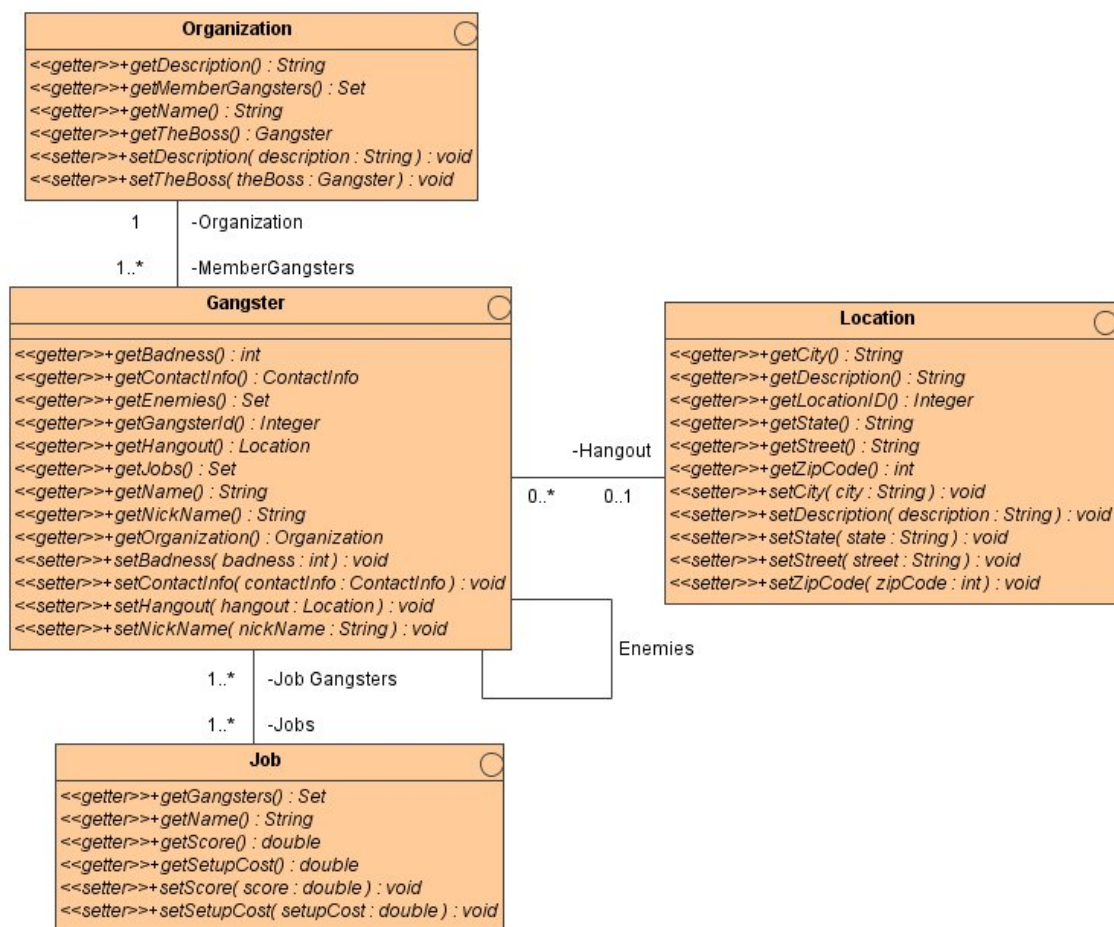 Organization
<<getter>>+getDescription() : String
<<getter>>+getMemberGangsters() : Set
<<getter>>+getName() : String
<<getter>>+getTheBoss() : Gangster
<<setter>>+setDescription( description : String ) : void
<<setter>>+setTheBoss( theBoss : Gangster ) : void
1 -Organization
1..* -MemberGangsters
Gangster
<<getter>>+getBadness() : int
<<getter>>+getContactInfo() : ContactInfo
<<getter>>+getEnemies() : Set
<<getter>>+getGangsterId() : Integer
<<getter>>+getHangout() : Location
<<getter>>+getJobs() : Set
<<getter>>+getName() : String
<<getter>>+getNickName() : String
<<getter>>+getOrganization() : Organization
<<setter>>+setBadness( badness : int ) : void
<<setter>>+setContactInfo( contactInfo : ContactInfo ) : void
<<setter>>+setHangout( hangout : Location ) : void
<<setter>>+setNickName( nickName : String ) : void
-Hangout
0..* 0..1
Location
<<getter>>+getCity() : String
<<getter>>+getDescription() : String
<<getter>>+getLocationID() : Integer
<<getter>>+getState() : String
<<getter>>+getStreet() : String
<<getter>>+getZipCode() : int
<<setter>>+setCity( city : String ) : void
<<setter>>+setDescription( description : String ) : void
<<setter>>+setState( state : String ) : void
<<setter>>+setStreet( street : String ) : void
<<setter>>+setZipCode( zipCode : int ) : void
Enemies
1..* -Job Gangsters
1..* -Jobs
Job
<<getter>>+getGangsters() : Set
<<getter>>+getName() : String
<<getter>>+getScore() : double
<<getter>>+getSetupCost() : double
<<setter>>+setScore( score : double ) : void
<<setter>>+setSetupCost( setupCost : double ) : void